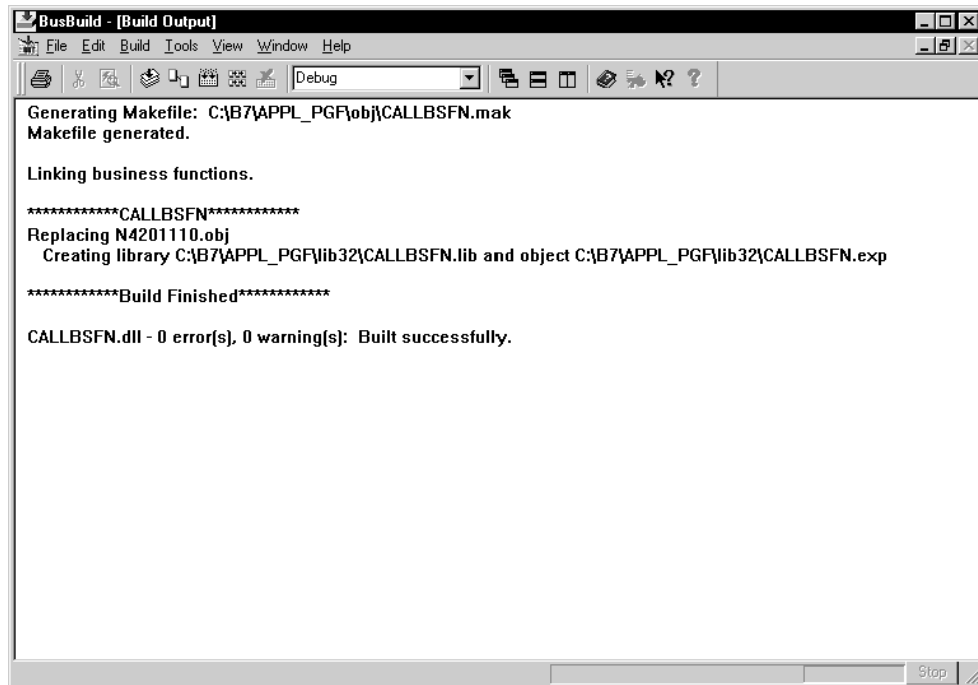 BusBuild - [Build Output]
File Edit Build Tools View Window Help
Debug
Generating Makefile: C:\B7\APPL_PGF\obj\CALLBSFN.mak
Makefile generated.
Linking business functions.
************CALLBSFN************
Replacing N4201110.obj
Creating library C:\B7\APPL_PGF\lib32\CALLBSFN.lib and object C:\B7\APPL_PGF\lib32\CALLBSFN.exp
************Build Finished************
CALLBSFN.dll - 0 error(s), 0 warning(s): Built successfully.
Stop